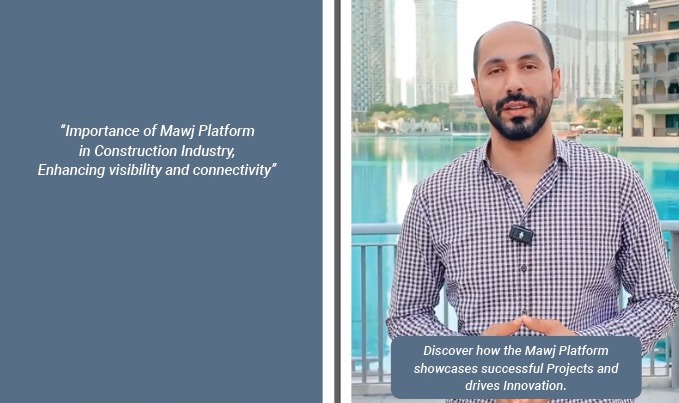 “Importance of Mawj Platform
in Construction Industry,
Enhancing visibility and connectivity”
Discover how the Mawj Platform
showcases successful Projects and
drives Innovation.